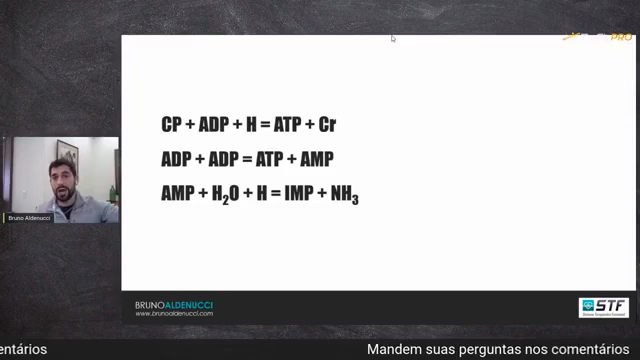 PRO
CP + ADP + H = ATP + Cr
ADP + ADP = ATP + AMP
AMP + H₂O + H = IMP + NH₃
Bruno Aldenucci
BRUNOALDENUCCI
www.brunoaldenucci.com
STF
entários
Mandem suas perguntas nos comentários